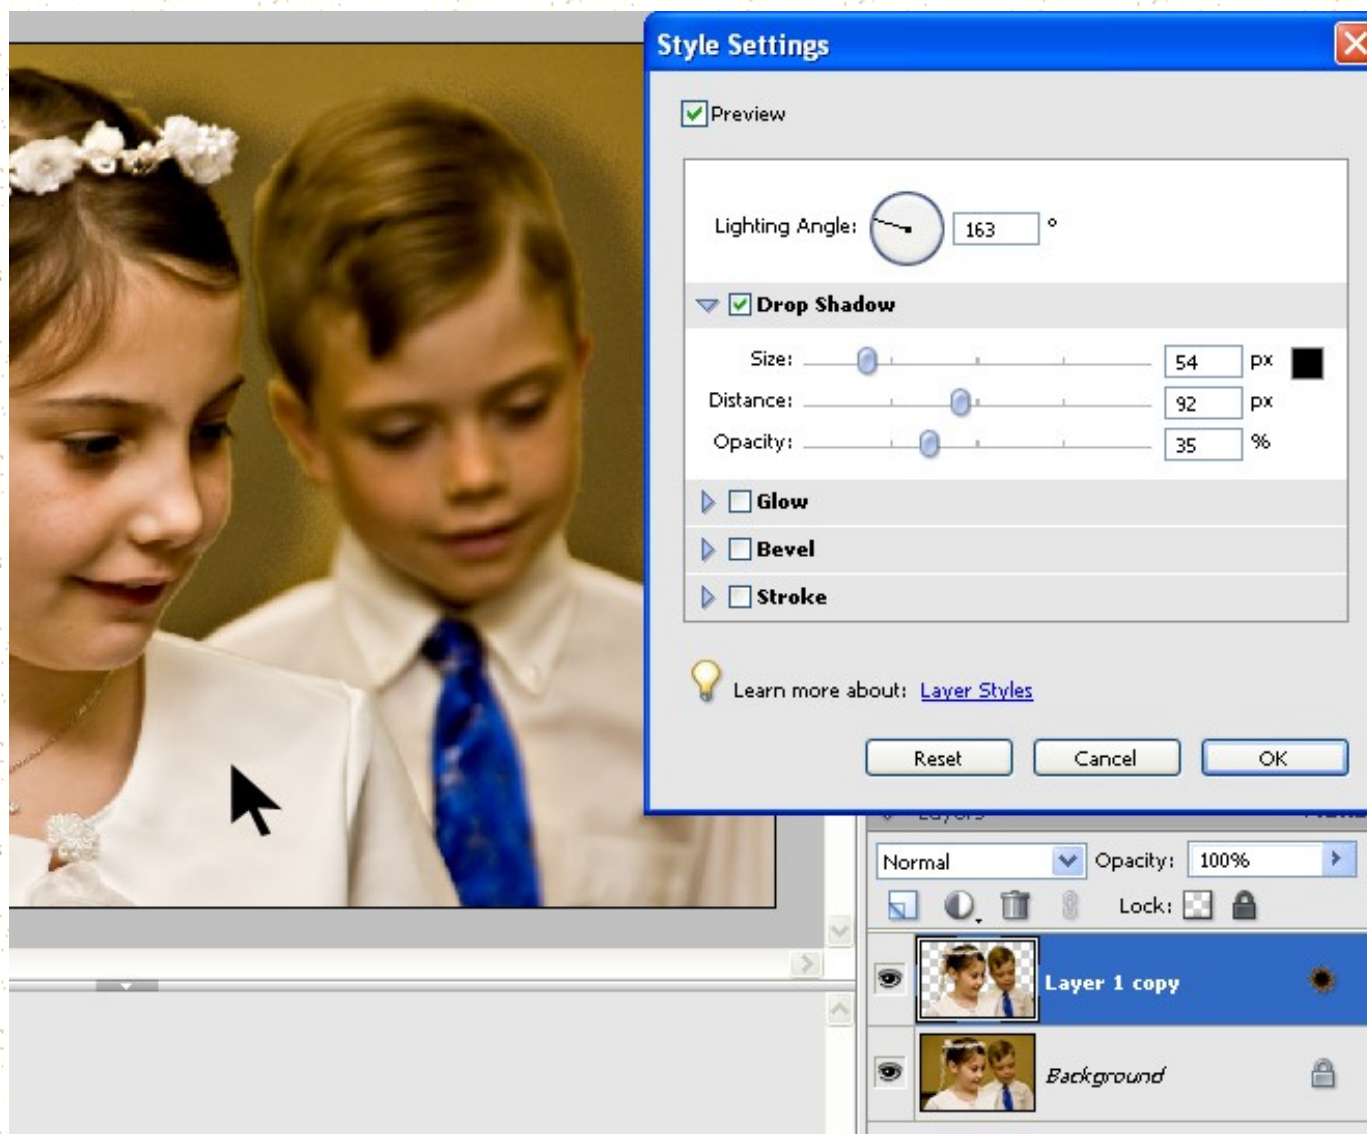 Style Settings
Preview
Lighting Angle: 163 °
Drop Shadow
Size: 54 px
Distance: 92 px
Opacity: 35 %
Glow
Bevel
Stroke
Learn more about: Layer Styles
Reset Cancel OK
Layers
Normal Opacity: 100%
Lock:
Layer 1 copy
Background